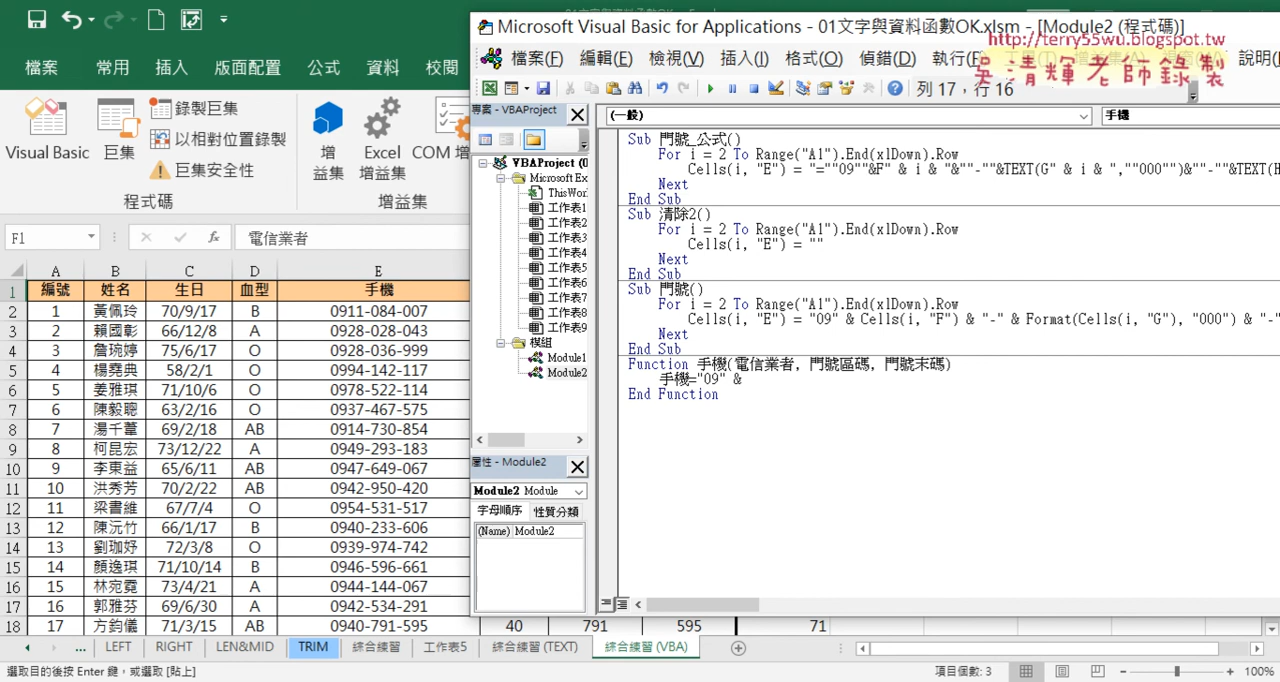 Microsoft Visual Basic for Applications - 01文字與資料函數OK.xlsm - [Module2 (程式碼)]
http://terry55wu.blogspot.tw
吳清輝老師錄製
檔案 常用 插入 版面配置 公式 資料 校閱
檔案(F) 編輯(E) 檢視(V) 插入(I) 格式(O) 偵錯(D) 執行(
說明(
列 17, 行 16
Visual Basic 巨集 錄製巨集 以相對位置錄製 巨集安全性
增益集 Excel 增益集 COM 增
程式碼 增益集
F1 fx 電信業者
專案 - VBAProject
VBAProject (
Microsoft Ex
ThisWor
工作表1
工作表2
工作表3
工作表4
工作表5
工作表6
工作表7
工作表8
工作表9
模組
Module1
Module2
屬性 - Module2
Module2 Module
字母順序 性質分類
(Name) Module2
(一般) 手機
Sub 門號_公式()
For i = 2 To Range("A1").End(xlDown).Row
Cells(i, "E") = "=""09""&F" & i & "&""-""&TEXT(G" & i & ",""000"")&""-""&TEXT(H
Next
End Sub
Sub 清除2()
For i = 2 To Range("A1").End(xlDown).Row
Cells(i, "E") = ""
Next
End Sub
Sub 門號()
For i = 2 To Range("A1").End(xlDown).Row
Cells(i, "E") = "09" & Cells(i, "F") & "-" & Format(Cells(i, "G"), "000") & "-"
Next
End Sub
Function 手機(電信業者, 門號區碼, 門號末碼)
手機="09" &
End Function
A B C D E
1 編號 姓名 生日 血型 手機
2 1 黃佩玲 70/9/17 B 0911-084-007
3 2 賴國彰 66/12/8 A 0928-028-043
4 3 詹琬婷 75/6/17 O 0928-036-999
5 4 楊堯典 58/2/1 O 0994-142-117
6 5 姜雅琪 71/10/6 O 0978-522-114
7 6 陳毅聰 63/2/16 O 0937-467-575
8 7 湯千薰 69/2/18 AB 0914-730-854
9 8 柯昆宏 73/12/22 A 0949-293-183
10 9 李東益 65/6/11 AB 0947-649-067
11 10 洪秀芳 70/2/22 AB 0942-950-420
12 11 梁書維 67/7/4 O 0954-531-517
13 12 陳沅竹 66/1/17 B 0940-233-606
14 13 劉珈妤 72/3/8 O 0939-974-742
15 14 顏逸琪 71/10/14 B 0946-596-661
16 15 林宛霓 73/4/21 A 0944-144-067
17 16 郭雅芬 69/6/30 A 0942-534-291
18 17 方鈞儀 71/3/15 AB 0940-791-595 40 791 595 71
... LEFT RIGHT LEN&MID TRIM 綜合練習 工作表5 綜合練習 (TEXT) 綜合練習 (VBA)
選取目的後按 Enter 鍵，或選取 [貼上] 項目個數: 3 100%